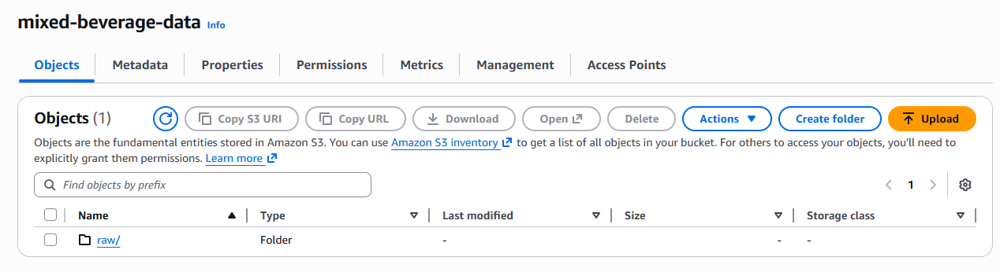 mixed-beverage-data Info
Objects Metadata Properties Permissions Metrics Management Access Points
Objects (1) Copy S3 URI Copy URL Download Open Delete Actions Create folder Upload
Objects are the fundamental entities stored in Amazon S3. You can use Amazon S3 inventory to get a list of all objects in your bucket. For others to access your objects, you'll need to
explicitly grant them permissions. Learn more
Find objects by prefix 1
Name Type Last modified Size Storage class
raw/ Folder - - -